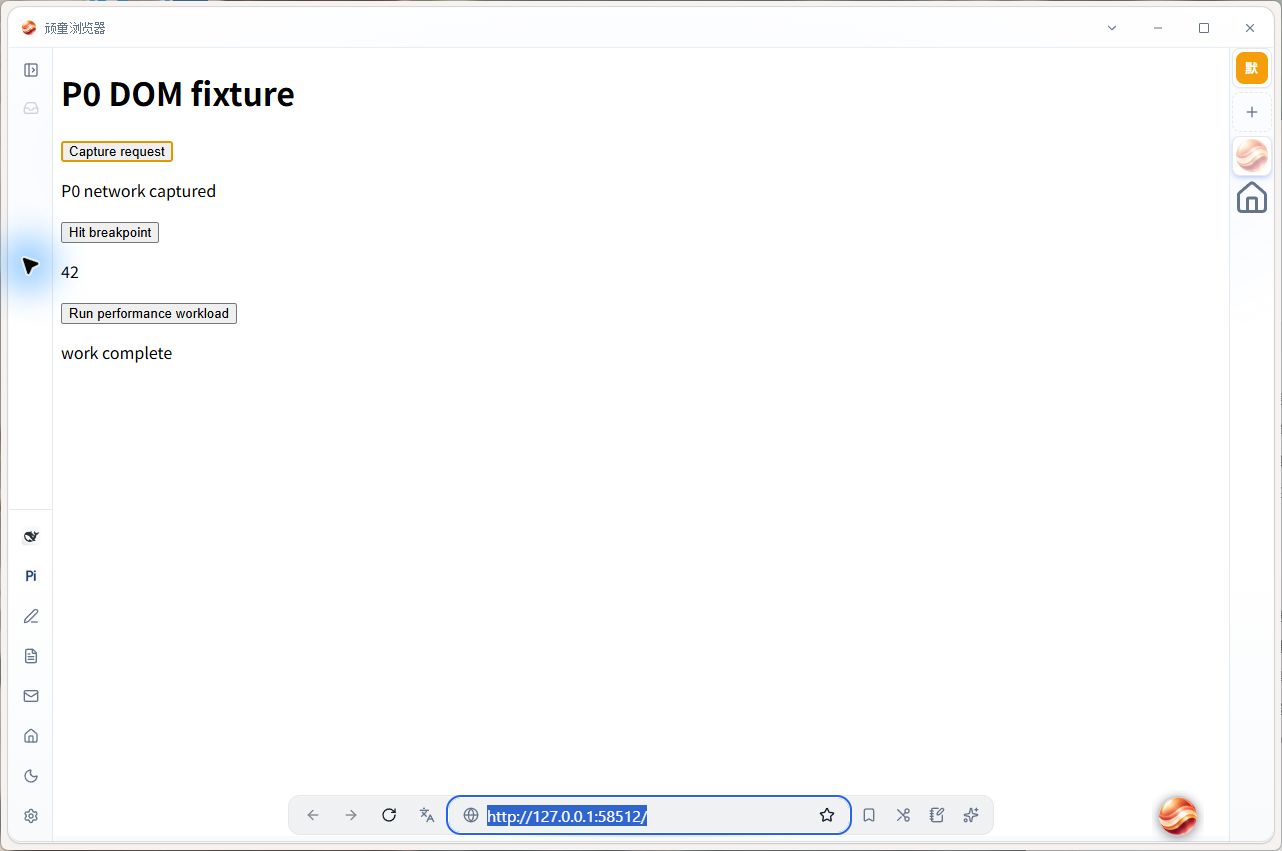 顽童浏览器
默
P0 DOM fixture
Capture request
P0 network captured
Hit breakpoint
42
Run performance workload
work complete
Pi
http://127.0.0.1:58512/